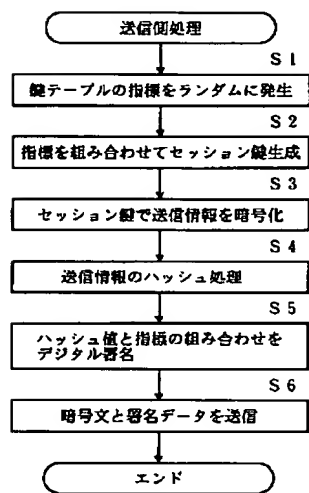 送信側処理
S1
鍵テーブルの指標をランダムに発生
S2
指標を組み合わせてセッション鍵生成
S3
セッション鍵で送信情報を暗号化
S4
送信情報のハッシュ処理
S5
ハッシュ値と指標の組み合わせを
デジタル署名
S6
暗号文と署名データを送信
エンド